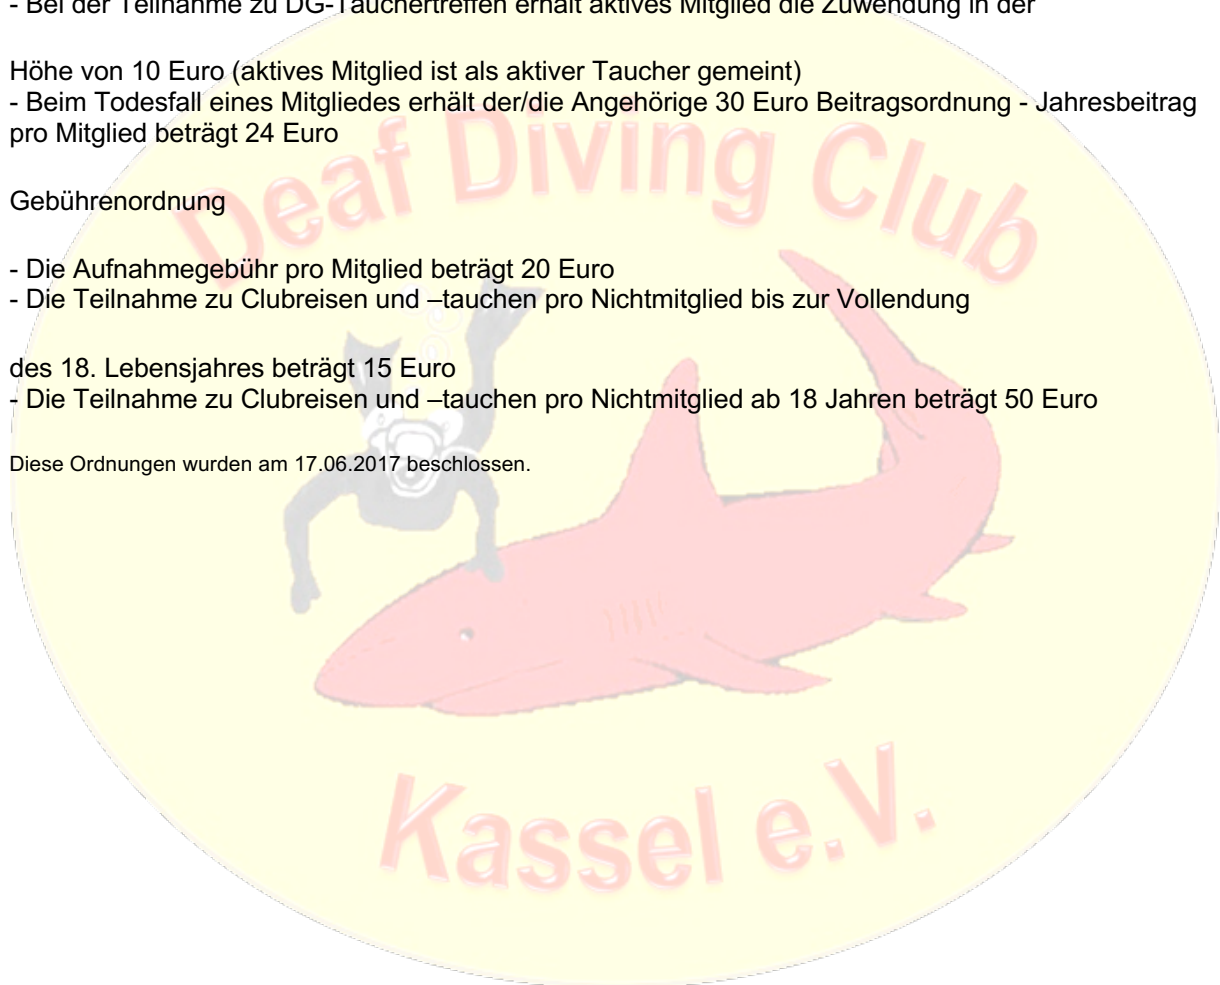 - Bei der Teilnahme zu DG-Tauchertreffen erhält aktives Mitglied die Zuwendung in der
Höhe von 10 Euro (aktives Mitglied ist als aktiver Taucher gemeint)
- Beim Todesfall eines Mitgliedes erhält der/die Angehörige 30 Euro Beitragsordnung - Jahresbeitrag
pro Mitglied beträgt 24 Euro
Gebührenordnung
- Die Aufnahmegebühr pro Mitglied beträgt 20 Euro
- Die Teilnahme zu Clubreisen und –tauchen pro Nichtmitglied bis zur Vollendung
des 18. Lebensjahres beträgt 15 Euro
- Die Teilnahme zu Clubreisen und –tauchen pro Nichtmitglied ab 18 Jahren beträgt 50 Euro
Diese Ordnungen wurden am 17.06.2017 beschlossen.
Deaf Diving Club
Kassel e.V.